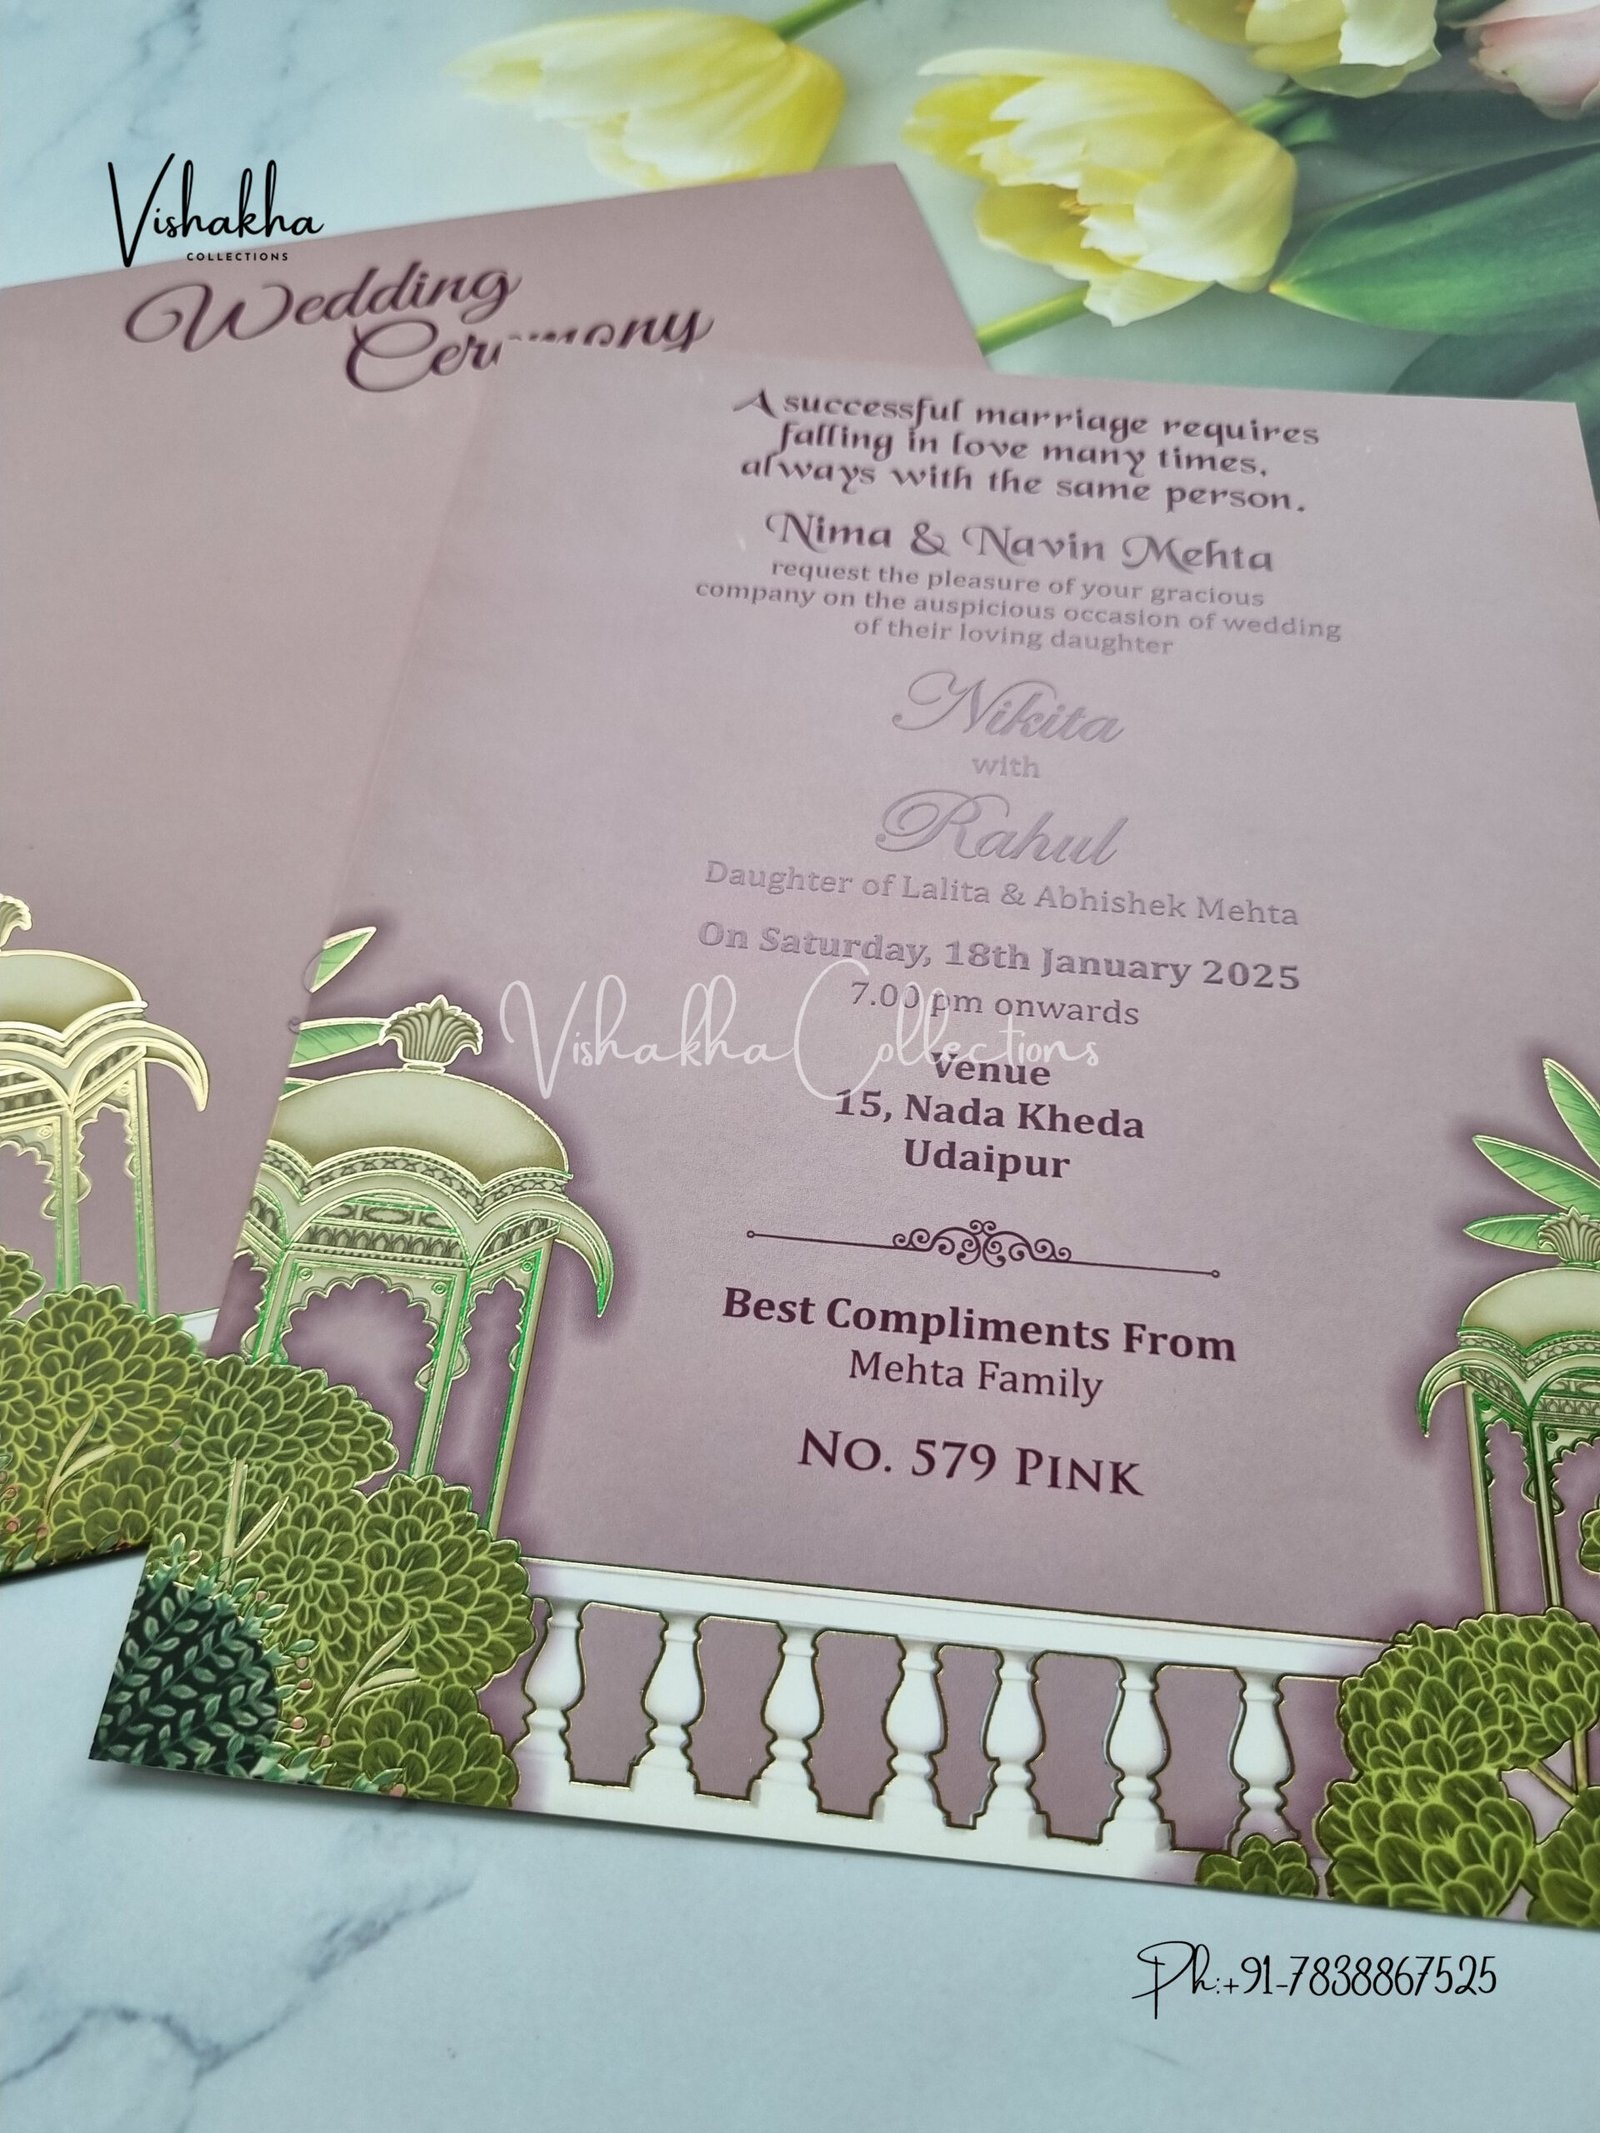 Vishakha
COLLECTIONS
Wedding
Ceremony
A successful marriage requires
falling in love many times,
always with the same person.
Nima & Navin Mehta
request the pleasure of your gracious
company on the auspicious occasion of wedding
of their loving daughter
Nikita
with
Rahul
Daughter of Lalita & Abhishek Mehta
On Saturday, 18th January 2025
7.00 pm onwards
Vishakha Collections
Venue
15, Nada Kheda
Udaipur
Best Compliments From
Mehta Family
No. 579 Pink
Ph:+91-7838867525